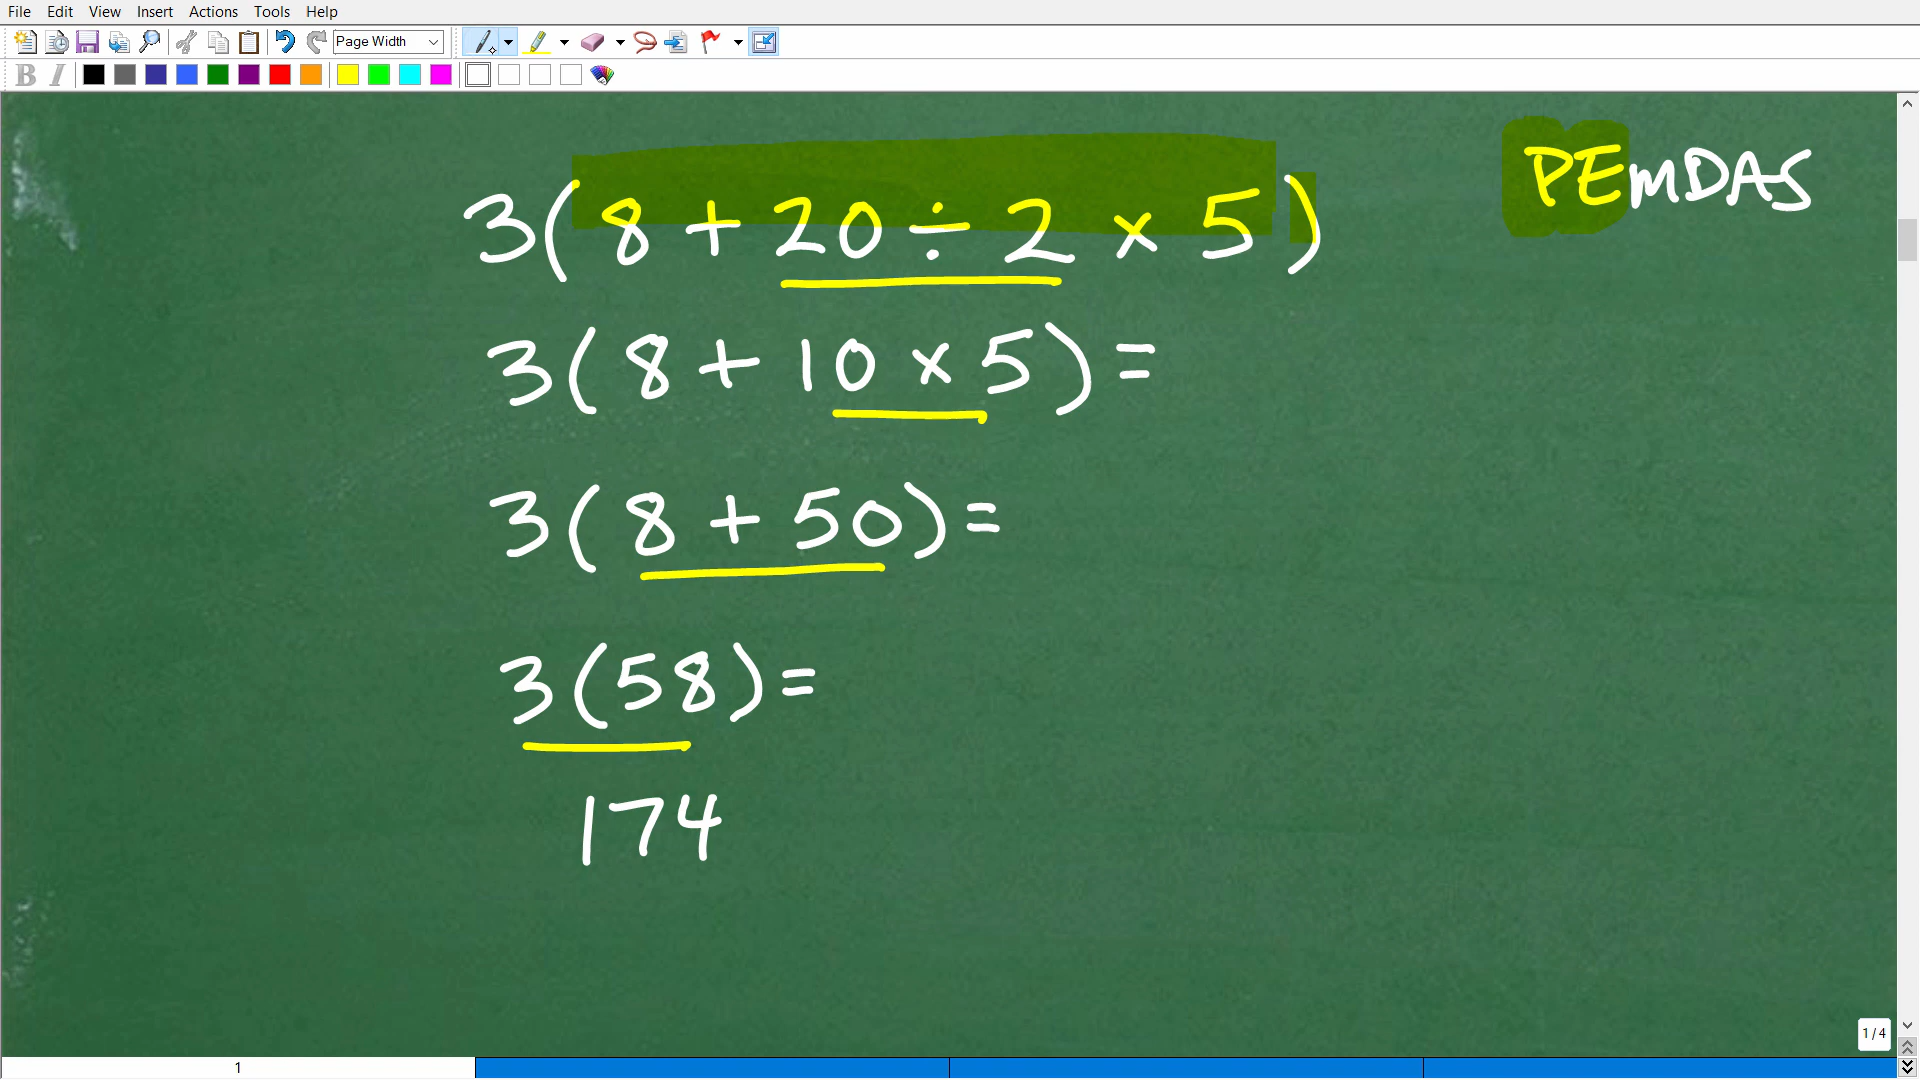 File Edit View Insert Actions Tools Help
Page Width
B I
3(8 + 20 ÷ 2 × 5)
PEMDAS
3(8 + 10 × 5) =
3(8 + 50) =
3(58) =
174
1 / 4
1